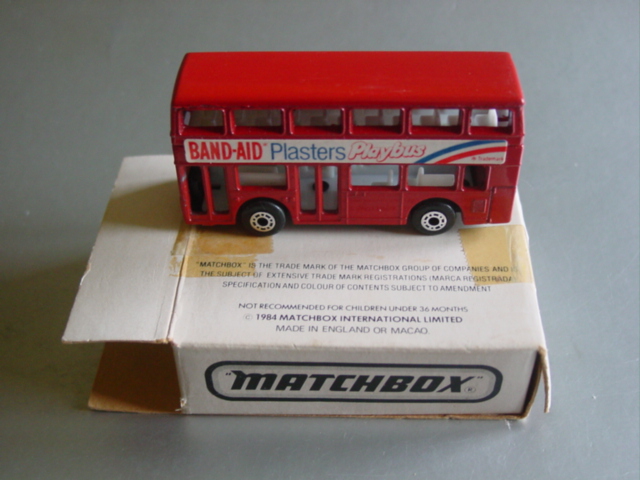 BAND-AID Plasters Playbus
"MATCHBOX" IS THE TRADE MARK OF THE MATCHBOX GROUP OF COMPANIES AND IS
THE SUBJECT OF EXTENSIVE TRADE MARK REGISTRATIONS (MARCA REGISTRADA)
SPECIFICATION AND COLOUR OF CONTENTS SUBJECT TO AMENDMENT
NOT RECOMMENDED FOR CHILDREN UNDER 36 MONTHS
© 1984 MATCHBOX INTERNATIONAL LIMITED
MADE IN ENGLAND OR MACAO.
"MATCHBOX"